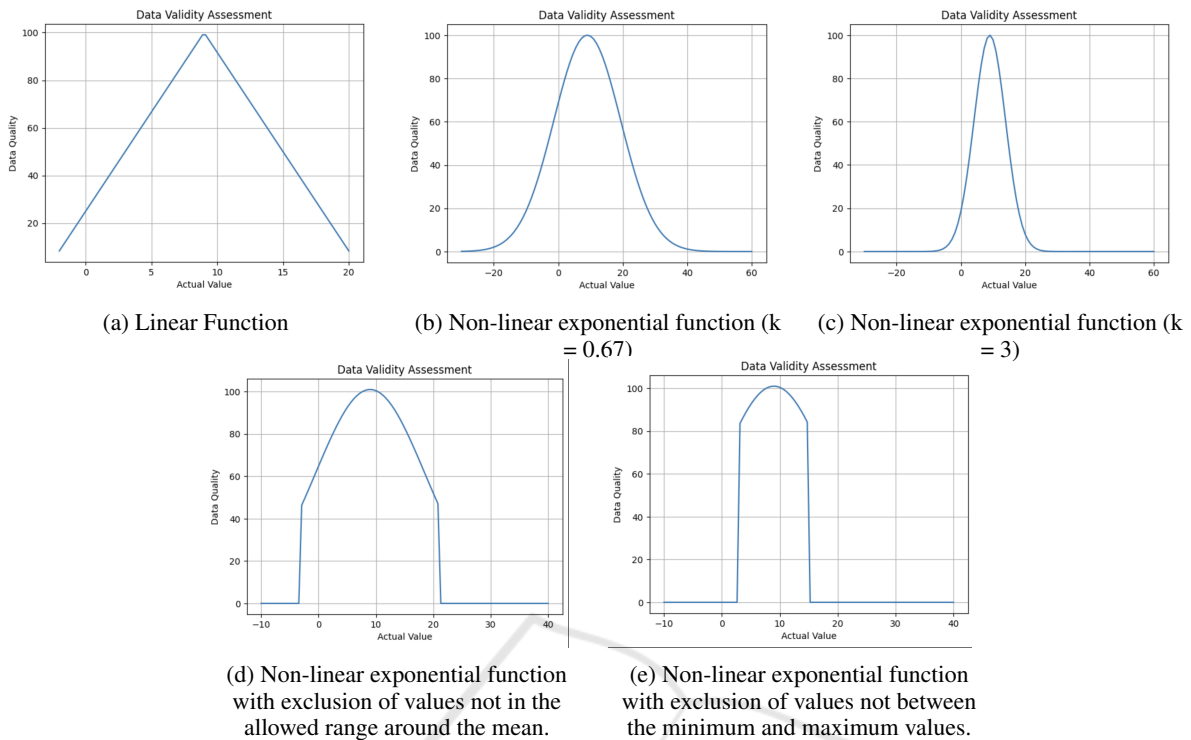 Data Validity Assessment
100
80
60
40
20
Data Quality
0
5
10
15
20
Actual Value
(a) Linear Function
Data Validity Assessment
100
80
60
40
20
0
Data Quality
−20
0
20
40
60
Actual Value
(b) Non-linear exponential function (k
= 0.67)
Data Validity Assessment
100
80
60
40
20
0
Data Quality
−20
0
20
40
60
Actual Value
(c) Non-linear exponential function (k
= 3)
Data Validity Assessment
100
80
60
40
20
0
Data Quality
−10
0
10
20
30
40
Actual Value
(d) Non-linear exponential function
with exclusion of values not in the
allowed range around the mean.
Data Validity Assessment
100
80
60
40
20
0
Data Quality
−10
0
10
20
30
40
Actual Value
(e) Non-linear exponential function
with exclusion of values not between
the minimum and maximum values.